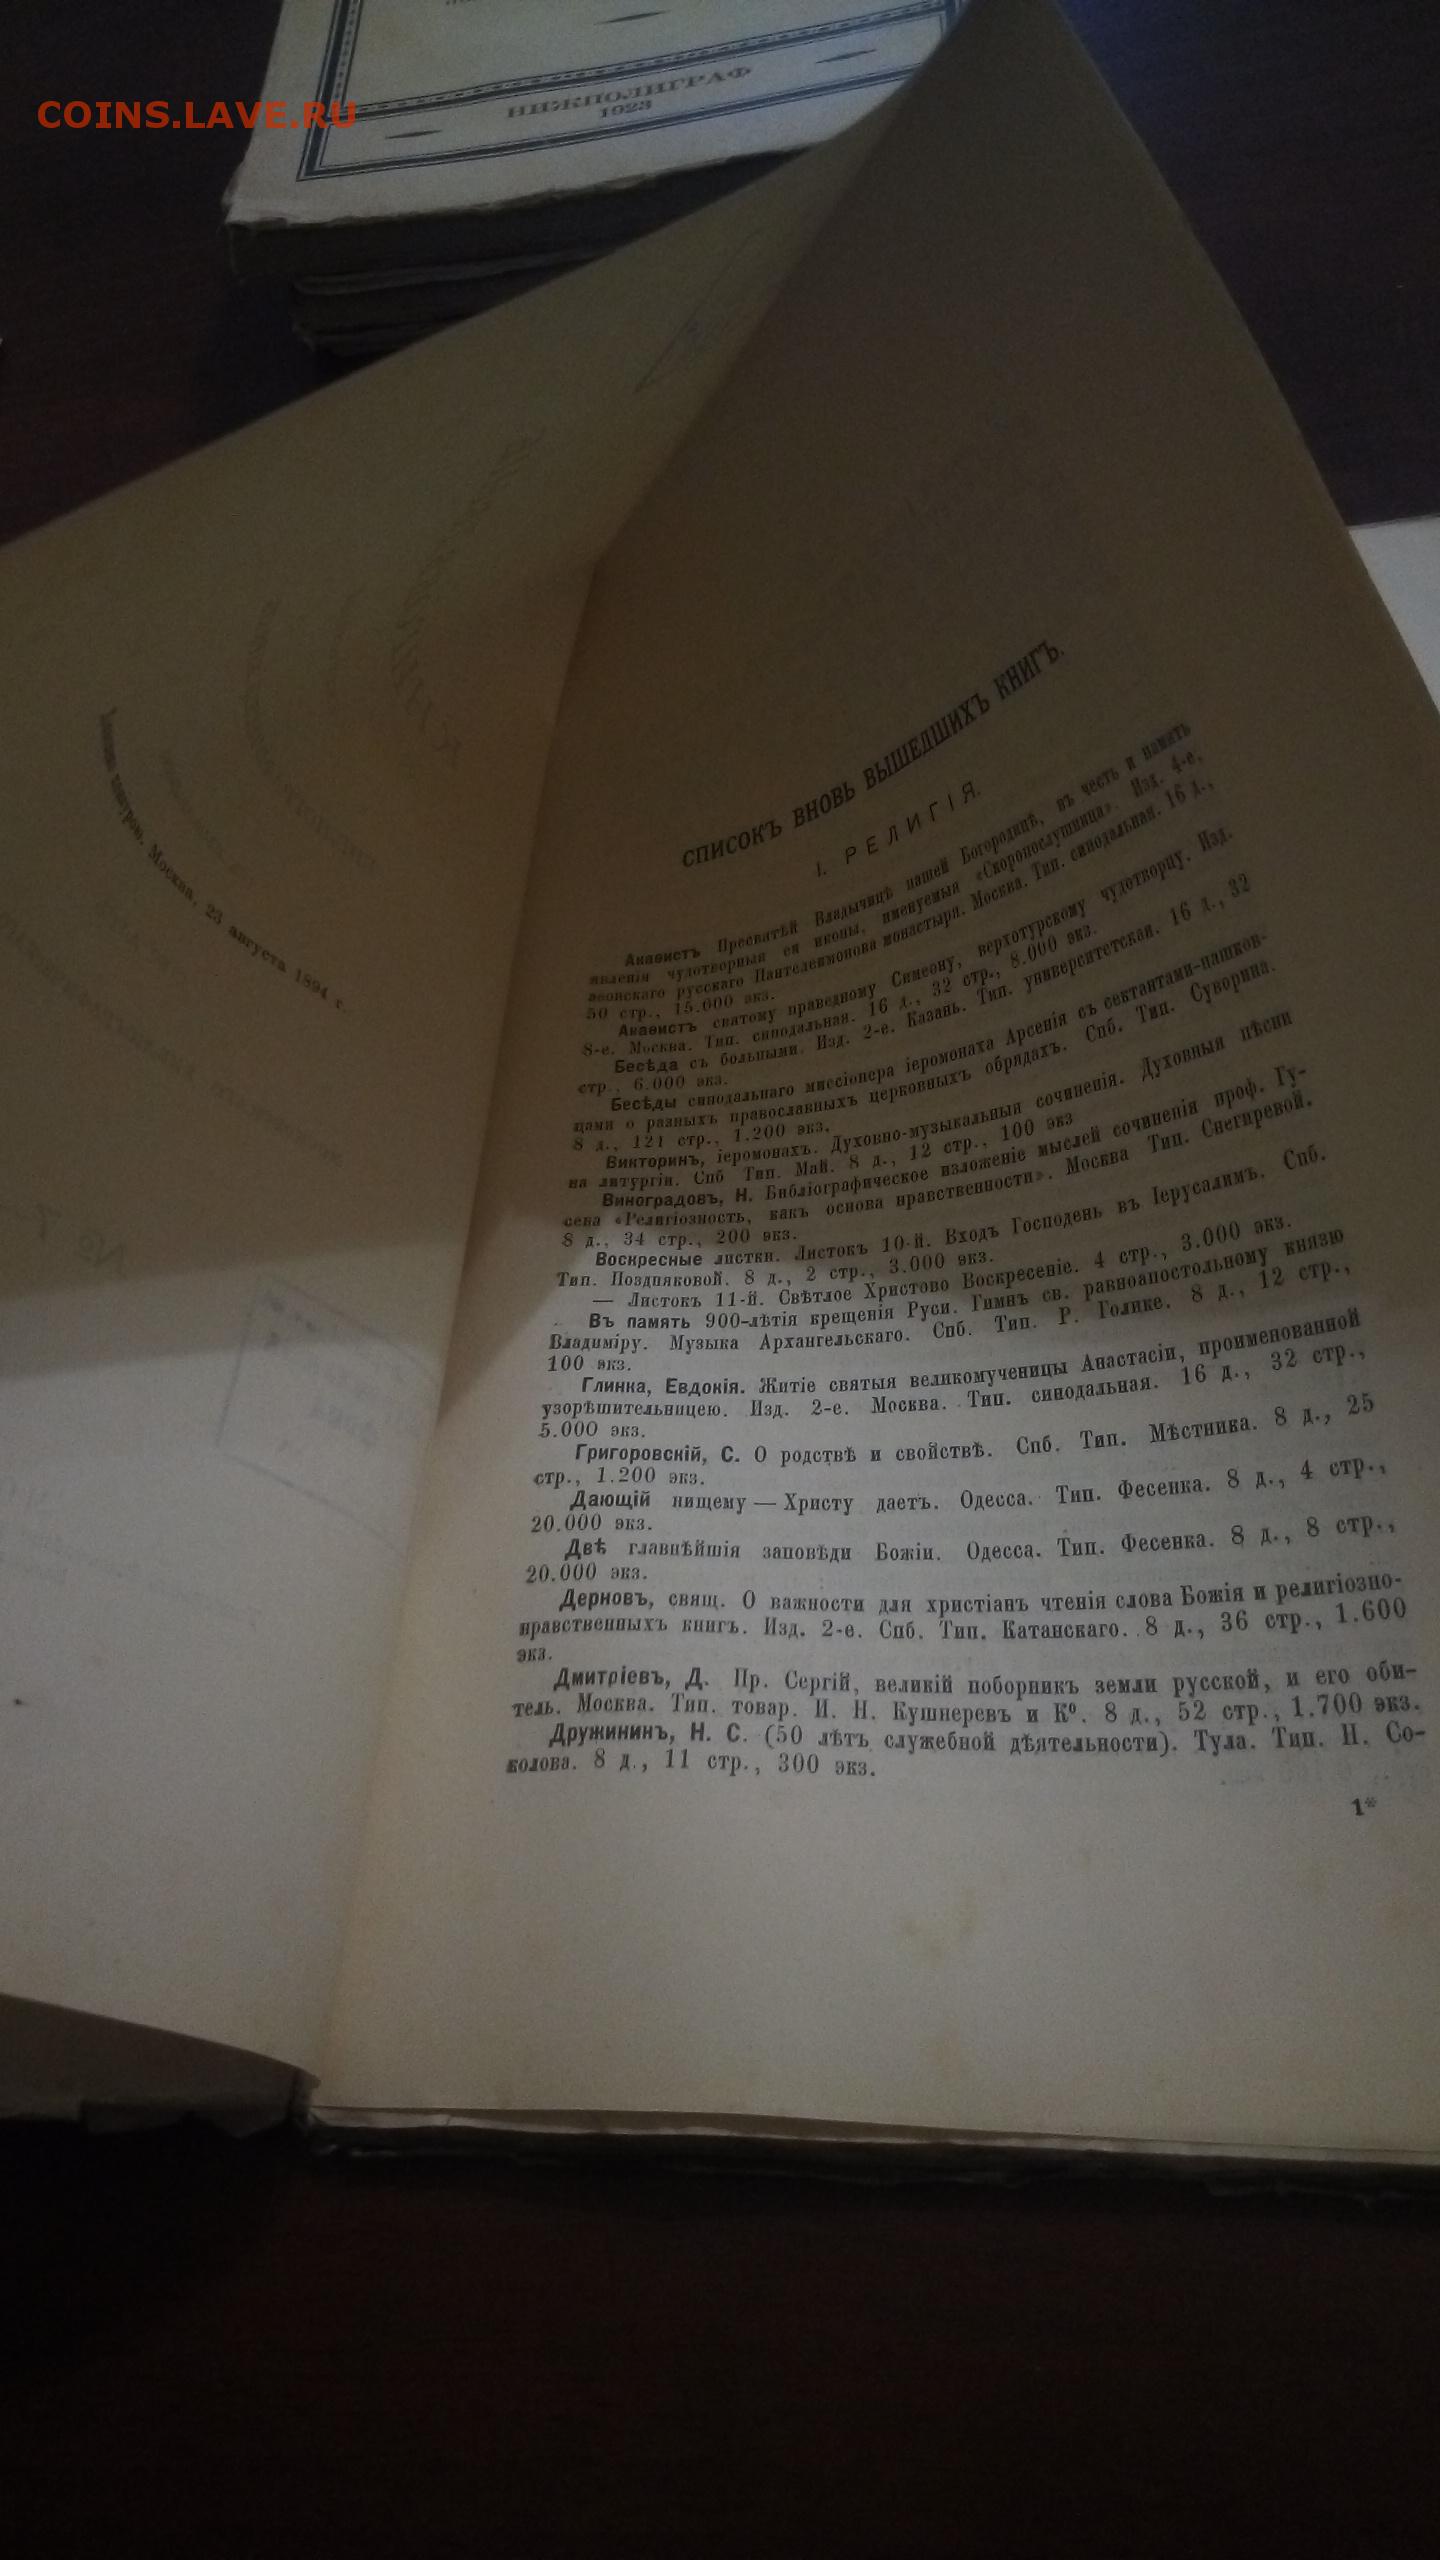 COINS.LAVE.RU
НИЖПОЛИГРАФ
1923
Москва, 23 августа 1894 г.
СПИСОКЪ ВНОВЬ ВЫШЕДШИХЪ КНИГЪ.
I. РЕЛИГІЯ.
Акаѳистъ Пресвятѣй Владычицѣ нашей Богородицѣ, въ честь и память
явленія чудотворныя ея иконы, именуемыя «Скоропослушница». Изд. 4-е,
аѳонскаго русскаго Пантелеимонова монастыря. Москва. Тип. синодальная. 16 д.,
50 стр., 15.000 экз.
Акаѳистъ святому праведному Симеону, верхотурскому чудотворцу. Изд.
8-е. Москва. Тип. синодальная. 16 д., 32 стр., 8.000 экз.
Бесѣда съ больными. Изд. 2-е. Казань. Тип. университетская. 16 д., 32
стр., 6.000 экз.
Бесѣды синодальнаго миссіонера іеромонаха Арсенія съ сектантами-пашков-
цами о разныхъ православныхъ церковныхъ обрядахъ. Спб. Тип. Суворина.
8 д., 121 стр., 1.200 экз.
Викторинъ, іеромонахъ. Духовно-музыкальныя сочиненія. Духовныя пѣсни
на литургіи. Спб Тип. Май. 8 д., 12 стр., 100 экз
Виноградовъ, Н. Библіографическое изложеніе мыслей сочиненія проф. Гу-
сева «Религіозность, какъ основа нравственности». Москва Тип. Снегиревой.
8 д., 34 стр., 200 экз.
Воскресные листки. Листокъ 10-й. Входъ Господень въ Іерусалимъ. Спб.
Тип. Поздняковой. 8 д., 2 стр., 3.000 экз.
— Листокъ 11-й. Свѣтлое Христово Воскресеніе. 4 стр., 3.000 экз.
Въ память 900-лѣтія крещенія Руси. Гимнъ св. равноапостольному князю
Владиміру. Музыка Архангельскаго. Спб. Тип. Р. Голике. 8 д., 12 стр.,
100 экз.
Глинка, Евдокія. Житіе святыя великомученицы Анастасіи, проименованной
узорѣшительницею. Изд. 2-е. Москва. Тип. синодальная. 16 д., 32 стр.,
5.000 экз.
Григоровскій, С. О родствѣ и свойствѣ. Спб. Тип. Мѣстника. 8 д., 25
стр., 1.200 экз.
Дающій нищему — Христу даетъ. Одесса. Тип. Фесенка. 8 д., 4 стр.,
20.000 экз.
Двѣ главнѣйшія заповѣди Божіи. Одесса. Тип. Фесенка. 8 д., 8 стр.,
20.000 экз.
Дерновъ, свящ. О важности для христіанъ чтенія слова Божія и религіозно-
нравственныхъ книгъ. Изд. 2-е. Спб. Тип. Катанскаго. 8 д., 36 стр., 1.600
экз.
Дмитріевъ, Д. Пр. Сергій, великій поборникъ земли русской, и его оби-
тель. Москва. Тип. товар. И. Н. Кушнеревъ и К°. 8 д., 52 стр., 1.700 экз.
Дружининъ, Н. С. (50 лѣтъ служебной дѣятельности). Тула. Тип. Н. Со-
колова. 8 д., 11 стр., 300 экз.
1*